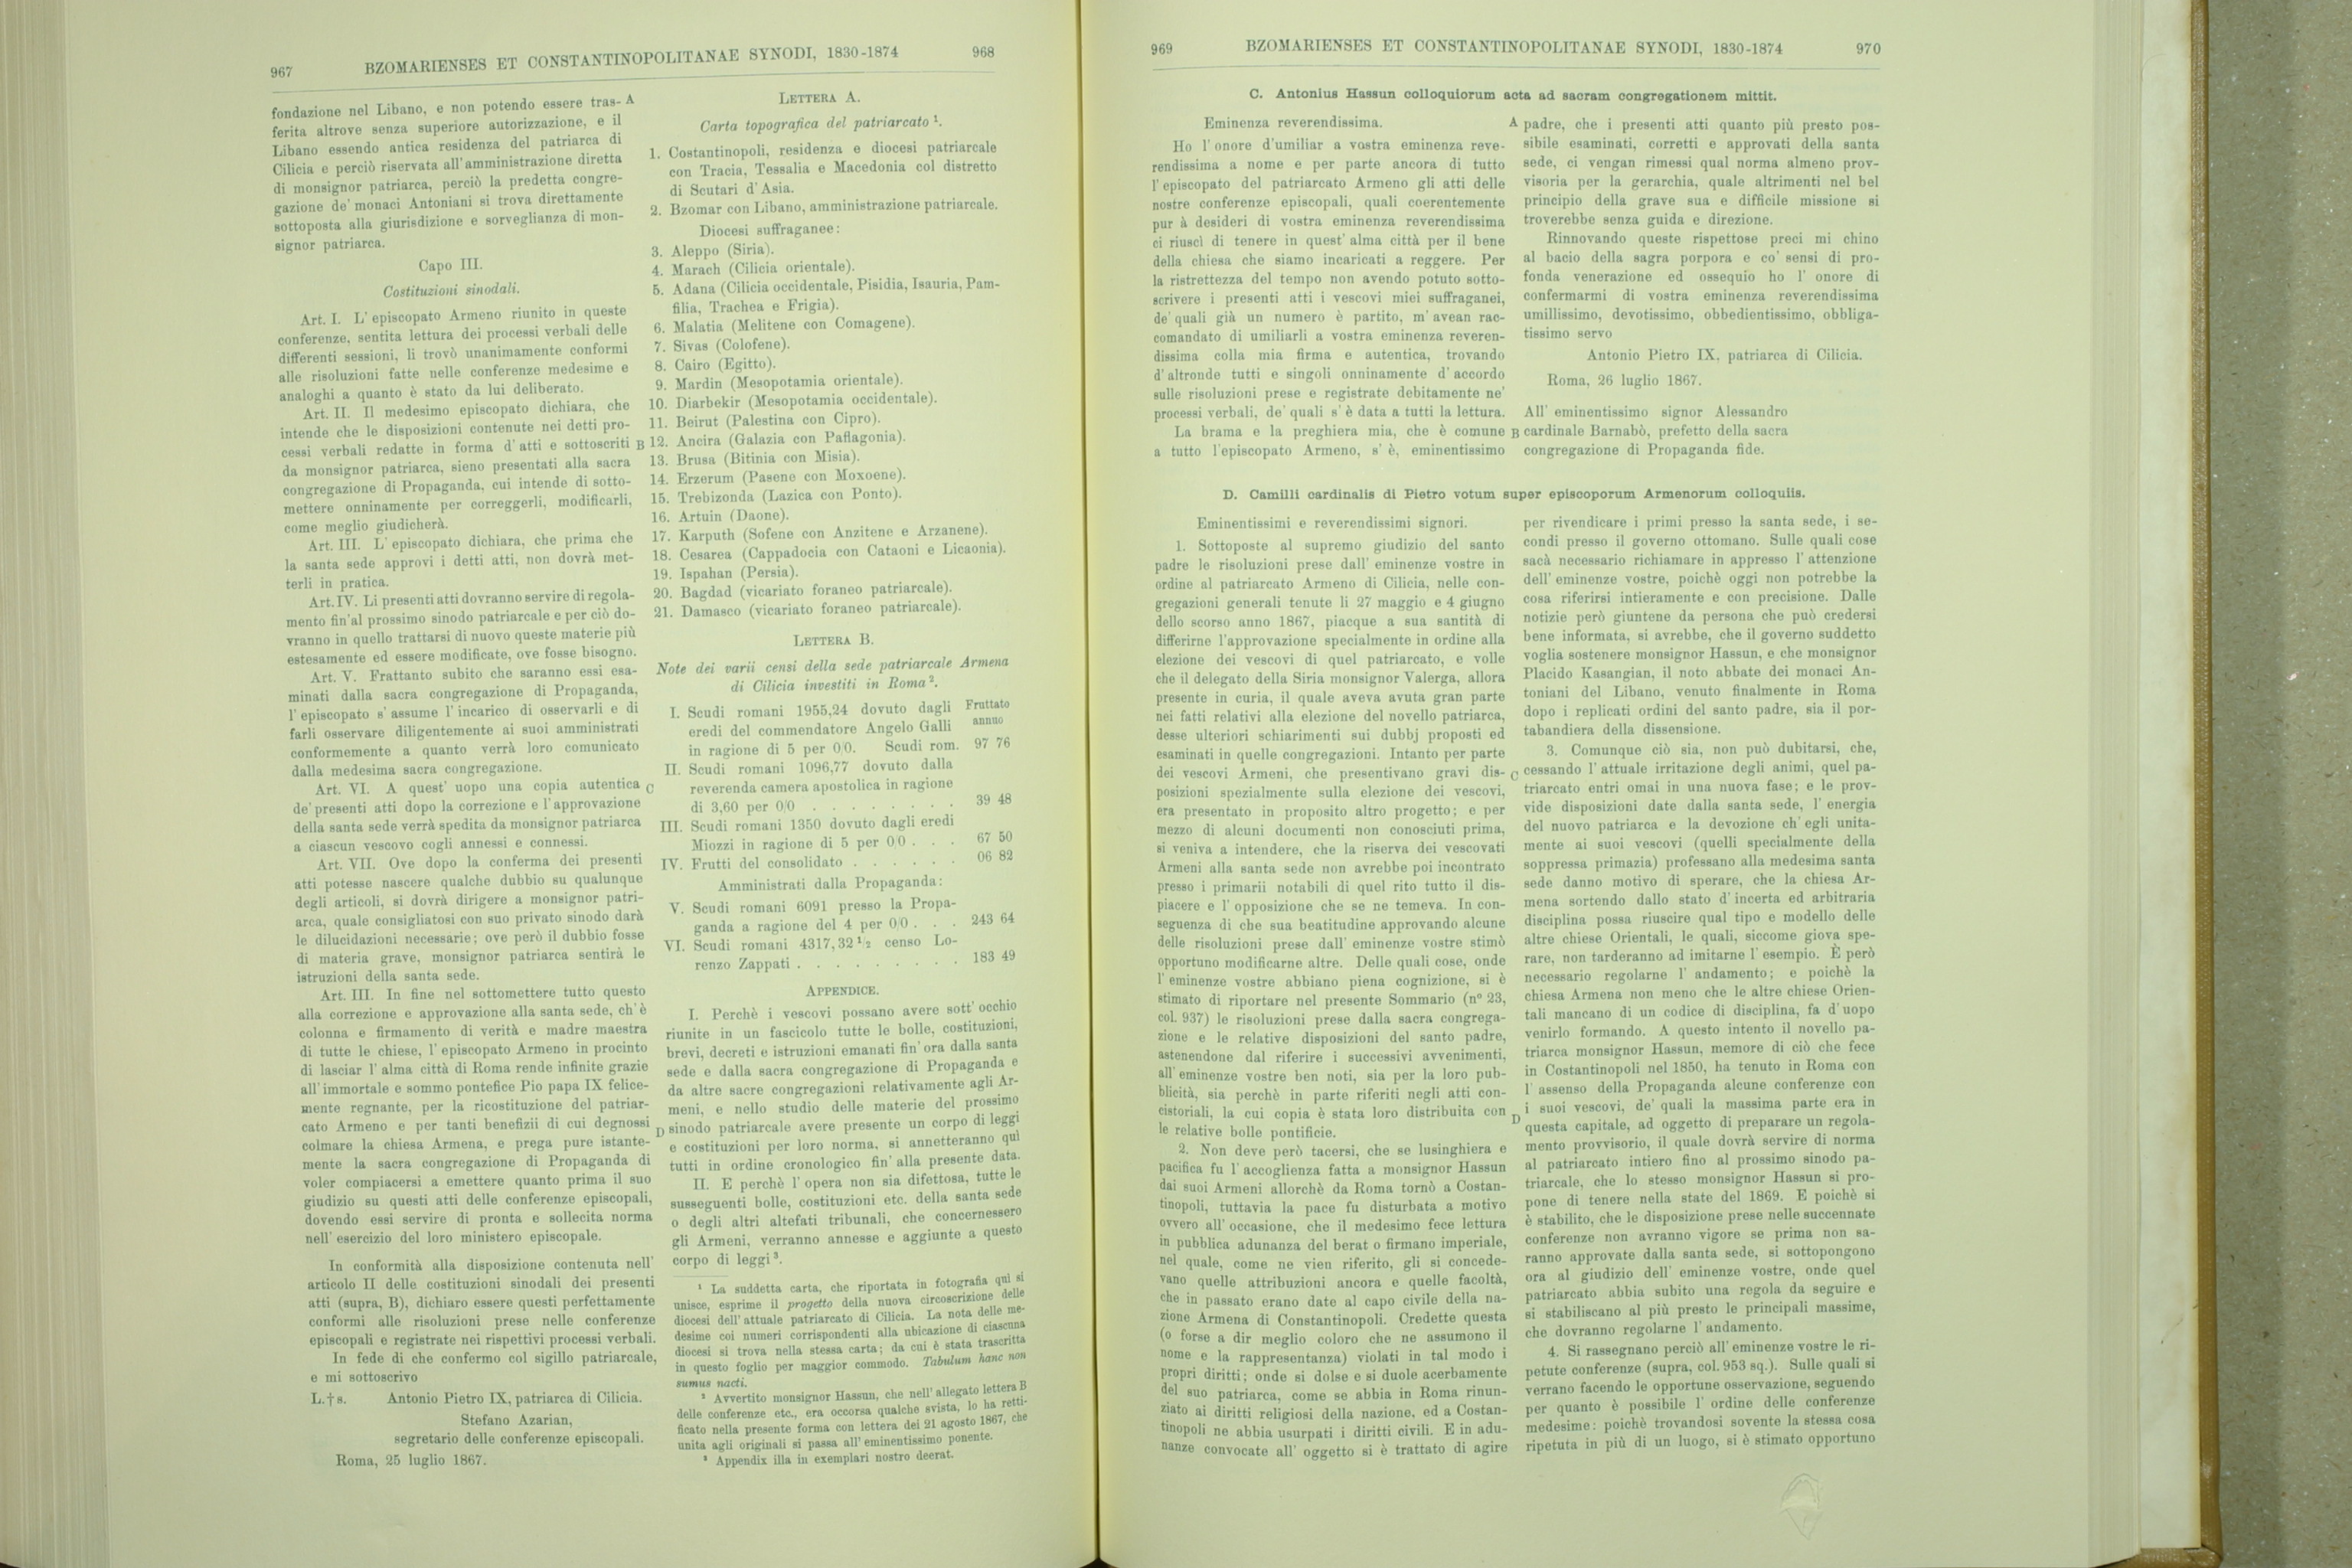 967
BZOMARIENSES ET CONSTANTINOPOLITANAE SYNODI, 1830-1874
968
fondazione nel Libano, e non potendo essere tras- A
ferita altrove senza superiore autorizzazione, e il
Libano essendo antica residenza del patriarca di
Cilicia e perciò riservata all'amministrazione diretta
di monsignor patriarca, perciò la predetta congre-
gazione de' monaci Antoniani si trova direttamente
sottoposta alla giurisdizione e sorveglianza di mon-
signor patriarca.
Capo III.
Costituzioni sinodali.
Art. I. L' episcopato Armeno riunito in queste
conferenze, sentita lettura dei processi verbali delle
differenti sessioni, li trovò unanimamente conformi
alle risoluzioni fatte nelle conferenze medesime e
analoghi a quanto è stato da lui deliberato.
Art. II. Il medesimo episcopato dichiara, che
intende che le disposizioni contenute nei detti pro-
cessi verbali redatte in forma d' atti e sottoscriti B
da monsignor patriarca, sieno presentati alla sacra
congregazione di Propaganda, cui intende di sotto-
mettere onninamente per correggerli, modificarli,
come meglio giudicherà.
Art. III. L' episcopato dichiara, che prima che
la santa sede approvi i detti atti, non dovrà met-
terli in pratica.
Art. IV. Li presenti atti dovranno servire di regola-
mento fin'al prossimo sinodo patriarcale e per ciò do-
vranno in quello trattarsi di nuovo queste materie più
estesamente ed essere modificate, ove fosse bisogno.
Art. V. Frattanto subito che saranno essi esa-
minati dalla sacra congregazione di Propaganda,
l' episcopato s' assume l' incarico di osservarli e di
farli osservare diligentemente ai suoi amministrati
conformemente a quanto verrà loro comunicato
dalla medesima sacra congregazione.
Art. VI. A quest' uopo una copia autentica C
de' presenti atti dopo la correzione e l'approvazione
della santa sede verrà spedita da monsignor patriarca
a ciascun vescovo cogli annessi e connessi.
Art. VII. Ove dopo la conferma dei presenti
atti potesse nascere qualche dubbio su qualunque
degli articoli, si dovrà dirigere a monsignor patri-
arca, quale consigliatosi con suo privato sinodo darà
le dilucidazioni necessarie; ove però il dubbio fosse
di materia grave, monsignor patriarca sentirà le
istruzioni della santa sede.
Art. III. In fine nel sottomettere tutto questo
alla correzione e approvazione alla santa sede, ch'è
colonna e firmamento di verità e madre maestra
di tutte le chiese, l' episcopato Armeno in procinto
di lasciar l' alma città di Roma rende infinite grazie
all'immortale e sommo pontefice Pio papa IX felice-
mente regnante, per la ricostituzione del patriar-
cato Armeno e per tanti benefizii di cui degnossi D
colmare la chiesa Armena, e prega pure istante-
mente la sacra congregazione di Propaganda di
voler compiacersi a emettere quanto prima il suo
giudizio su questi atti delle conferenze episcopali,
dovendo essi servire di pronta e sollecita norma
nell' esercizio del loro ministero episcopale.
In conformità alla disposizione contenuta nell'
articolo II delle costituzioni sinodali dei presenti
atti (supra, B), dichiaro essere questi perfettamente
conformi alle risoluzioni prese nelle conferenze
episcopali e registrate nei rispettivi processi verbali.
In fede di che confermo col sigillo patriarcale,
e mi sottoscrivo
L. † s. Antonio Pietro IX, patriarca di Cilicia.
Stefano Azarian,
segretario delle conferenze episcopali.
Roma, 25 luglio 1867.
LETTERA A.
Carta topografica del patriarcato ¹.
1. Costantinopoli, residenza e diocesi patriarcale
con Tracia, Tessalia e Macedonia col distretto
di Scutari d' Asia.
2. Bzomar con Libano, amministrazione patriarcale.
Diocesi suffraganee:
3. Aleppo (Siria).
4. Marach (Cilicia orientale).
5. Adana (Cilicia occidentale, Pisidia, Isauria, Pam-
filia, Trachea e Frigia).
6. Malatia (Melitene con Comagene).
7. Sivas (Colofene).
8. Cairo (Egitto).
9. Mardin (Mesopotamia orientale).
10. Diarbekir (Mesopotamia occidentale).
11. Beirut (Palestina con Cipro).
12. Ancira (Galazia con Paflagonia).
13. Brusa (Bitinia con Misia).
14. Erzerum (Pasene con Moxoene).
15. Trebizonda (Lazica con Ponto).
16. Artuin (Daone).
17. Karputh (Sofene con Anzitene e Arzanene).
18. Cesarea (Cappadocia con Cataoni e Licaonia).
19. Ispahan (Persia).
20. Bagdad (vicariato foraneo patriarcale).
21. Damasco (vicariato foraneo patriarcale).
LETTERA B.
Note dei varii censi della sede patriarcale Armena
di Cilicia investiti in Roma ².
Fruttato
annuo
I. Scudi romani 1955,24 dovuto dagli
eredi del commendatore Angelo Galli
in ragione di 5 per 0/0. Scudi rom. 97 76
II. Scudi romani 1096,77 dovuto dalla
reverenda camera apostolica in ragione
di 3,60 per 0/0 . . . . . . . . 39 48
III. Scudi romani 1350 dovuto dagli eredi
Miozzi in ragione di 5 per 0/0 . . . 67 50
IV. Frutti del consolidato . . . . . . 06 82
Amministrati dalla Propaganda:
V. Scudi romani 6091 presso la Propa-
ganda a ragione del 4 per 0/0 . . . 243 64
VI. Scudi romani 4317,32 ½ censo Lo-
renzo Zappati . . . . . . . . . 183 49
APPENDICE.
I. Perchè i vescovi possano avere sott' occhio
riunite in un fascicolo tutte le bolle, costituzioni,
brevi, decreti e istruzioni emanati fin' ora dalla santa
sede e dalla sacra congregazione di Propaganda e
da altre sacre congregazioni relativamente agli Ar-
meni, e nello studio delle materie del prossimo
sinodo patriarcale avere presente un corpo di leggi
e costituzioni per loro norma, si annetteranno quì
tutti in ordine cronologico fin' alla presente data.
II. E perchè l' opera non sia difettosa, tutte le
susseguenti bolle, costituzioni etc. della santa sede
o degli altri altefati tribunali, che concernessero
gli Armeni, verranno annesse e aggiunte a questo
corpo di leggi ³.
¹ La suddetta carta, che riportata in fotografia quì si
unisce, esprime il progetto della nuova circoscrizione delle
diocesi dell' attuale patriarcato di Cilicia. La nota delle me-
desime coi numeri corrispondenti alla ubicazione di ciascuna
diocesi si trova nella stessa carta; da cui è stata trascritta
in questo foglio per maggior commodo. Tabulum hanc non
sumus nacti.
² Avvertito monsignor Hassun, che nell' allegato lettera B
delle conferenze etc., era occorsa qualche svista, lo ha retti-
ficato nella presente forma con lettera dei 21 agosto 1867, che
unita agli originali si passa all' eminentissimo ponente.
³ Appendix illa in exemplari nostro deerat.
969
BZOMARIENSES ET CONSTANTINOPOLITANAE SYNODI, 1830-1874
970
C. Antonius Hassun colloquiorum acta ad sacram congregationem mittit.
Eminenza reverendissima.
Ho l' onore d'umiliar a vostra eminenza reve-
rendissima a nome e per parte ancora di tutto
l' episcopato del patriarcato Armeno gli atti delle
nostre conferenze episcopali, quali coerentemente
pur à desideri di vostra eminenza reverendissima
ci riuscì di tenere in quest' alma città per il bene
della chiesa che siamo incaricati a reggere. Per
la ristrettezza del tempo non avendo potuto sotto-
scrivere i presenti atti i vescovi miei suffraganei,
de' quali già un numero è partito, m' avean rac-
comandato di umiliarli a vostra eminenza reveren-
dissima colla mia firma e autentica, trovando
d' altronde tutti e singoli onninamente d' accordo
sulle risoluzioni prese e registrate debitamente ne'
processi verbali, de' quali s' è data a tutti la lettura.
La brama e la preghiera mia, che è comune
a tutto l'episcopato Armeno, s' è, eminentissimo
A padre, che i presenti atti quanto più presto pos-
sibile esaminati, corretti e approvati della santa
sede, ci vengan rimessi qual norma almeno prov-
visoria per la gerarchia, quale altrimenti nel bel
principio della grave sua e difficile missione si
troverebbe senza guida e direzione.
Rinnovando queste rispettose preci mi chino
al bacio della sagra porpora e co' sensi di pro-
fonda venerazione ed ossequio ho l' onore di
confermarmi di vostra eminenza reverendissima
umillissimo, devotissimo, obbedientissimo, obbliga-
tissimo servo
Antonio Pietro IX, patriarca di Cilicia.
Roma, 26 luglio 1867.
All' eminentissimo signor Alessandro
B cardinale Barnabò, prefetto della sacra
congregazione di Propaganda fide.
D. Camilli cardinalis di Pietro votum super episcoporum Armenorum colloquiis.
Eminentissimi e reverendissimi signori.
1. Sottoposte al supremo giudizio del santo
padre le risoluzioni prese dall' eminenze vostre in
ordine al patriarcato Armeno di Cilicia, nelle con-
gregazioni generali tenute li 27 maggio e 4 giugno
dello scorso anno 1867, piacque a sua santità di
differirne l'approvazione specialmente in ordine alla
elezione dei vescovi di quel patriarcato, e volle
che il delegato della Siria monsignor Valerga, allora
presente in curia, il quale aveva avuta gran parte
nei fatti relativi alla elezione del novello patriarca,
desse ulteriori schiarimenti sui dubbj proposti ed
esaminati in quelle congregazioni. Intanto per parte
dei vescovi Armeni, che presentivano gravi dis-
posizioni spezialmente sulla elezione dei vescovi,
era presentato in proposito altro progetto; e per
mezzo di alcuni documenti non conosciuti prima,
si veniva a intendere, che la riserva dei vescovati
Armeni alla santa sede non avrebbe poi incontrato
presso i primarii notabili di quel rito tutto il dis-
piacere e l' opposizione che se ne temeva. In con-
seguenza di che sua beatitudine approvando alcune
delle risoluzioni prese dall' eminenze vostre stimò
opportuno modificarne altre. Delle quali cose, onde
l' eminenze vostre abbiano piena cognizione, si è
stimato di riportare nel presente Sommario (nº 23,
col. 937) le risoluzioni prese dalla sacra congrega-
zione e le relative disposizioni del santo padre,
astenendone dal riferire i successivi avvenimenti,
all' eminenze vostre ben noti, sia per la loro pub-
blicità, sia perchè in parte riferiti negli atti con-
cistoriali, la cui copia è stata loro distribuita con
le relative bolle pontificie.
2. Non deve però tacersi, che se lusinghiera e
pacifica fu l' accoglienza fatta a monsignor Hassun
dai suoi Armeni allorchè da Roma tornò a Costan-
tinopoli, tuttavia la pace fu disturbata a motivo
ovvero all' occasione, che il medesimo fece lettura
in pubblica adunanza del berat o firmano imperiale,
nel quale, come ne vien riferito, gli si concede-
vano quelle attribuzioni ancora e quelle facoltà,
che in passato erano date al capo civile della na-
zione Armena di Constantinopoli. Credette questa
(o forse a dir meglio coloro che ne assumono il
nome e la rappresentanza) violati in tal modo i
propri diritti; onde si dolse e si duole acerbamente
del suo patriarca, come se abbia in Roma rinun-
ziato ai diritti religiosi della nazione, ed a Costan-
tinopoli ne abbia usurpati i diritti civili. E in adu-
nanze convocate all' oggetto si è trattato di agire
per rivendicare i primi presso la santa sede, i se-
condi presso il governo ottomano. Sulle quali cose
sacà necessario richiamare in appresso l' attenzione
dell' eminenze vostre, poichè oggi non potrebbe la
cosa riferirsi intieramente e con precisione. Dalle
notizie però giuntene da persona che può credersi
bene informata, si avrebbe, che il governo suddetto
voglia sostenere monsignor Hassun, e che monsignor
Placido Kasangian, il noto abbate dei monaci An-
toniani del Libano, venuto finalmente in Roma
dopo i replicati ordini del santo padre, sia il por-
tabandiera della dissensione.
3. Comunque ciò sia, non può dubitarsi, che,
C cessando l' attuale irritazione degli animi, quel pa-
triarcato entri omai in una nuova fase; e le prov-
vide disposizioni date dalla santa sede, l' energia
del nuovo patriarca e la devozione ch' egli unita-
mente ai suoi vescovi (quelli specialmente della
soppressa primazia) professano alla medesima santa
sede danno motivo di sperare, che la chiesa Ar-
mena sortendo dallo stato d' incerta ed arbitraria
disciplina possa riuscire qual tipo e modello delle
altre chiese Orientali, le quali, siccome giova spe-
rare, non tarderanno ad imitarne l' esempio. È però
necessario regolarne l' andamento; e poichè la
chiesa Armena non meno che le altre chiese Orien-
tali mancano di un codice di disciplina, fa d' uopo
venirlo formando. A questo intento il novello pa-
triarca monsignor Hassun, memore di ciò che fece
in Costantinopoli nel 1850, ha tenuto in Roma con
l' assenso della Propaganda alcune conferenze con
D i suoi vescovi, de' quali la massima parte era in
questa capitale, ad oggetto di preparare un regola-
mento provvisorio, il quale dovrà servire di norma
al patriarcato intiero fino al prossimo sinodo pa-
triarcale, che lo stesso monsignor Hassun si pro-
pone di tenere nella state del 1869. E poichè si
è stabilito, che le disposizione prese nelle succennate
conferenze non avranno vigore se prima non sa-
ranno approvate dalla santa sede, si sottopongono
ora al giudizio dell' eminenze vostre, onde quel
patriarcato abbia subito una regola da seguire e
si stabiliscano al più presto le principali massime,
che dovranno regolarne l' andamento.
4. Si rassegnano perciò all' eminenze vostre le ri-
petute conferenze (supra, col. 953 sq.). Sulle quali si
verrano facendo le opportune osservazione, seguendo
per quanto è possibile l' ordine delle conferenze
medesime: poichè trovandosi sovente la stessa cosa
ripetuta in più di un luogo, si è stimato opportuno